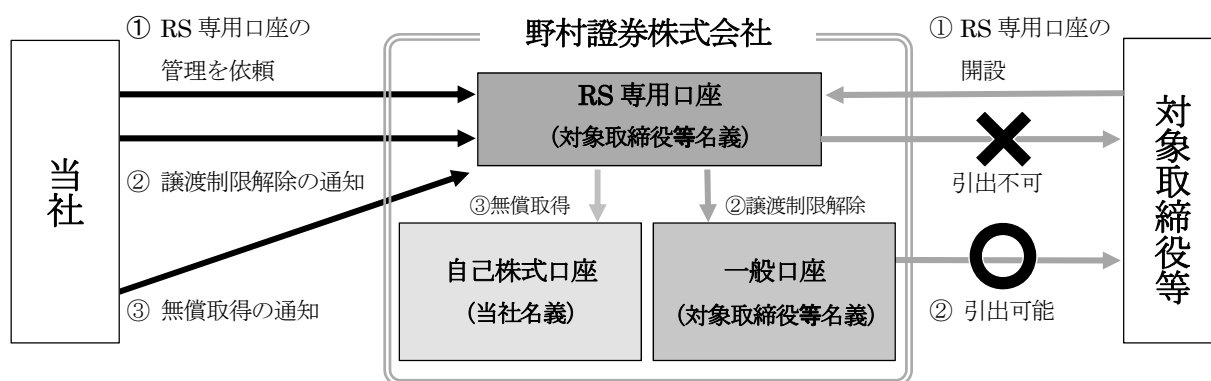 ① RS 専用口座の
管理を依頼
野村證券株式会社
① RS 専用口座の
開設
当社
RS 専用口座
(対象取締役等名義)
対象取締役等
② 譲渡制限解除の通知
引出不可
③無償取得
②譲渡制限解除
自己株式口座
(当社名義)
一般口座
(対象取締役等名義)
③ 無償取得の通知
② 引出可能